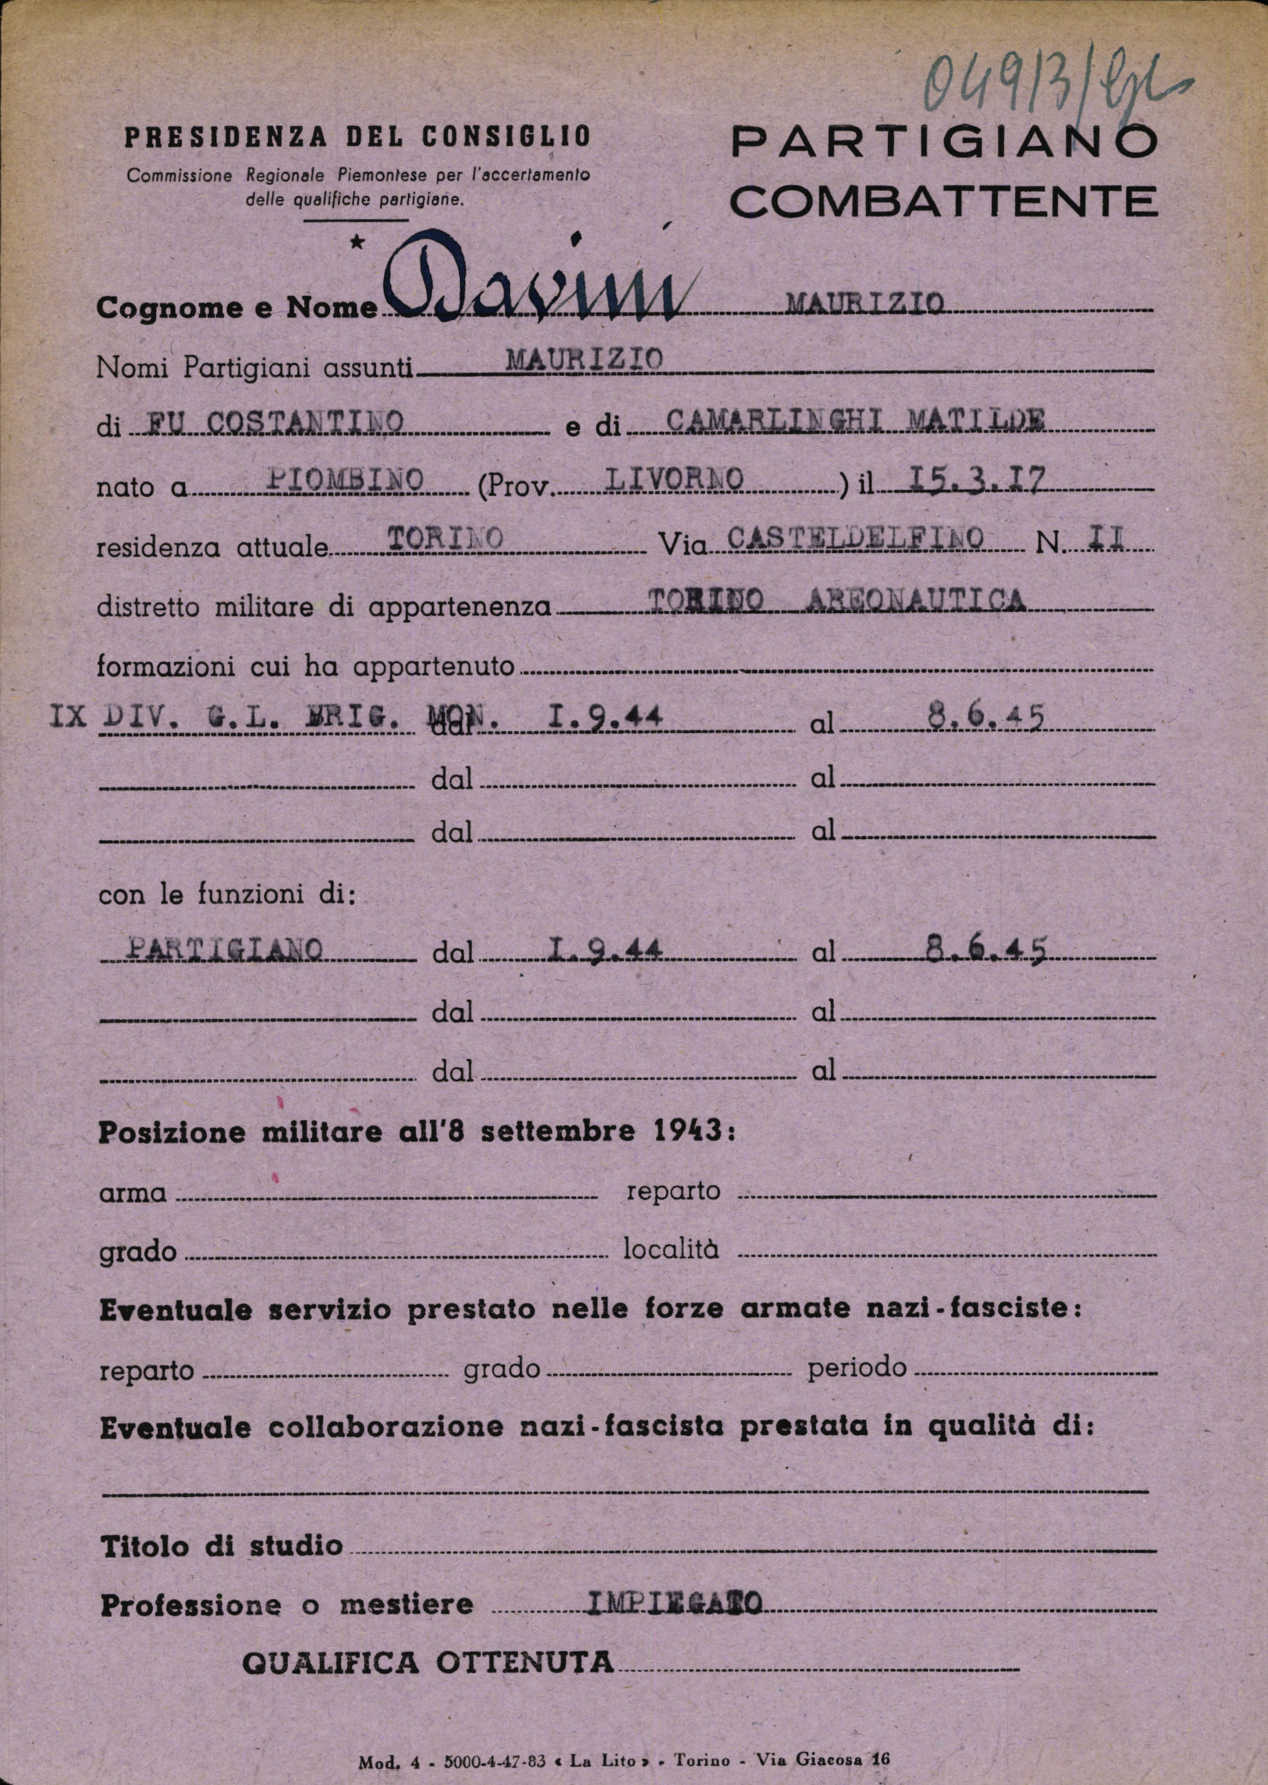 049/3/
PRESIDENZA DEL CONSIGLIO
Commissione Regionale Piemontese per l'accertamento
delle qualifiche partigiane.
PARTIGIANO
COMBATTENTE
Cognome e Nome Davini MAURIZIO
Nomi Partigiani assunti MAURIZIO
di FU COSTANTINO e di CAMARLINGHI MATILDE
nato a PIOMBINO (Prov. LIVORNO ) il I5.3.I7
residenza attuale TORINO Via CASTELDELFINO N. II
distretto militare di appartenenza TORINO AREONAUTICA
formazioni cui ha appartenuto
IX DIV. G.L. BRIG. MON. dal I.9.44 al 8.6.45
dal al
dal al
con le funzioni di:
PARTIGIANO dal I.9.44 al 8.6.45
dal al
dal al
Posizione militare all'8 settembre 1943:
arma reparto
grado località
Eventuale servizio prestato nelle forze armate nazi-fasciste:
reparto grado periodo
Eventuale collaborazione nazi-fascista prestata in qualità di:
Titolo di studio
Professione o mestiere IMPIEGATO
QUALIFICA OTTENUTA
Mod. 4 - 5000-4-47-83 « La Lito » - Torino - Via Giacosa 16